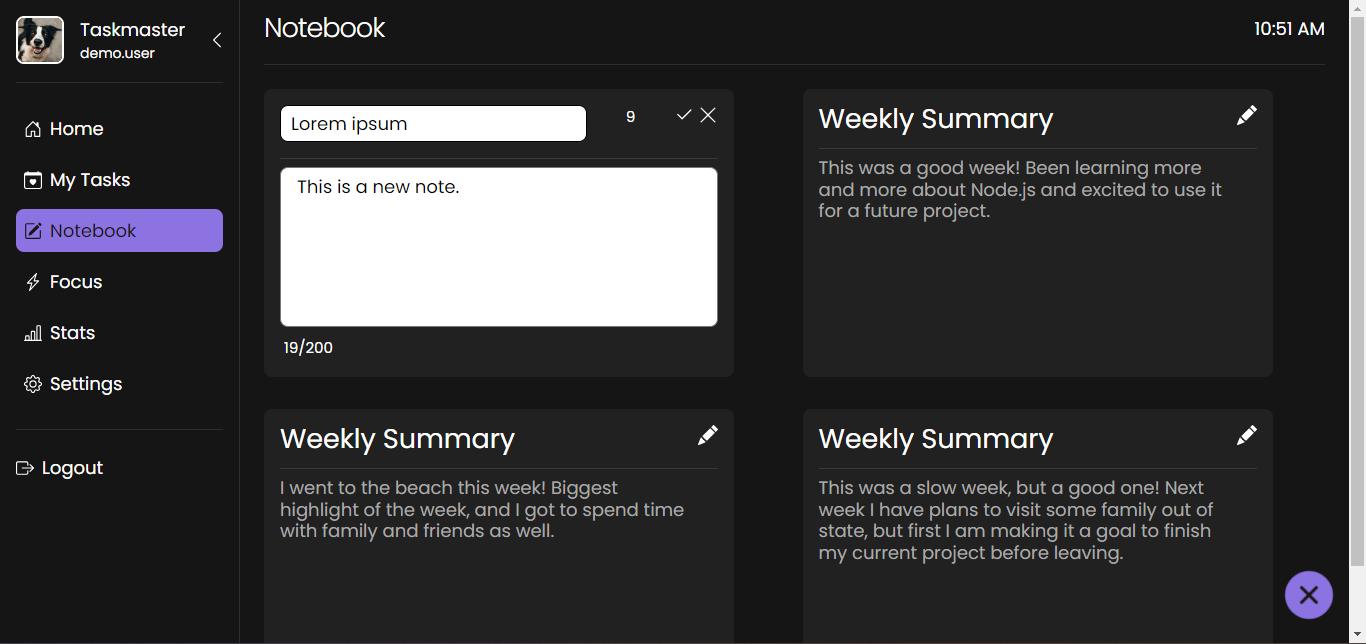 Taskmaster
demo.user
Home
My Tasks
Notebook
Focus
Stats
Settings
Logout
Notebook
10:51 AM
Lorem ipsum
9
This is a new note.
19/200
Weekly Summary
This was a good week! Been learning more
and more about Node.js and excited to use it
for a future project.
Weekly Summary
I went to the beach this week! Biggest
highlight of the week, and I got to spend time
with family and friends as well.
Weekly Summary
This was a slow week, but a good one! Next
week I have plans to visit some family out of
state, but first I am making it a goal to finish
my current project before leaving.